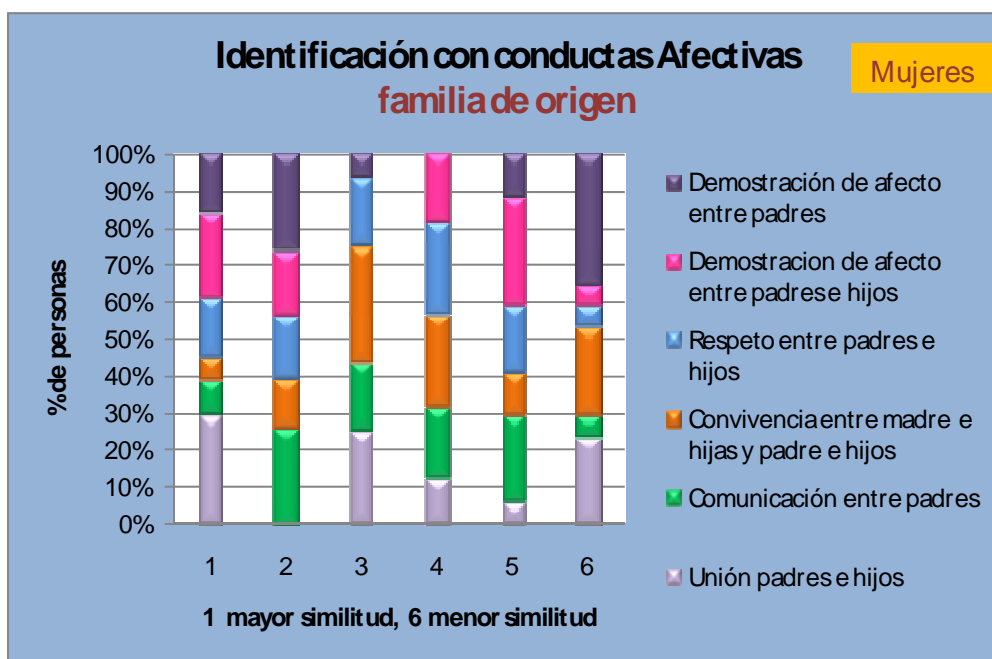 Identificación con conductas Afectivas
familia de origen
Mujeres
100%
90%
80%
70%
60%
50%
40%
30%
20%
10%
0%
% de personas
1 2 3 4 5 6
1 mayor similitud, 6 menor similitud
Demostración de afecto
entre padres
Demostracion de afecto
entre padres e hijos
Respeto entre padres e
hijos
Convivencia entre madre e
hijas y padre e hijos
Comunicación entre padres
Unión padres e hijos